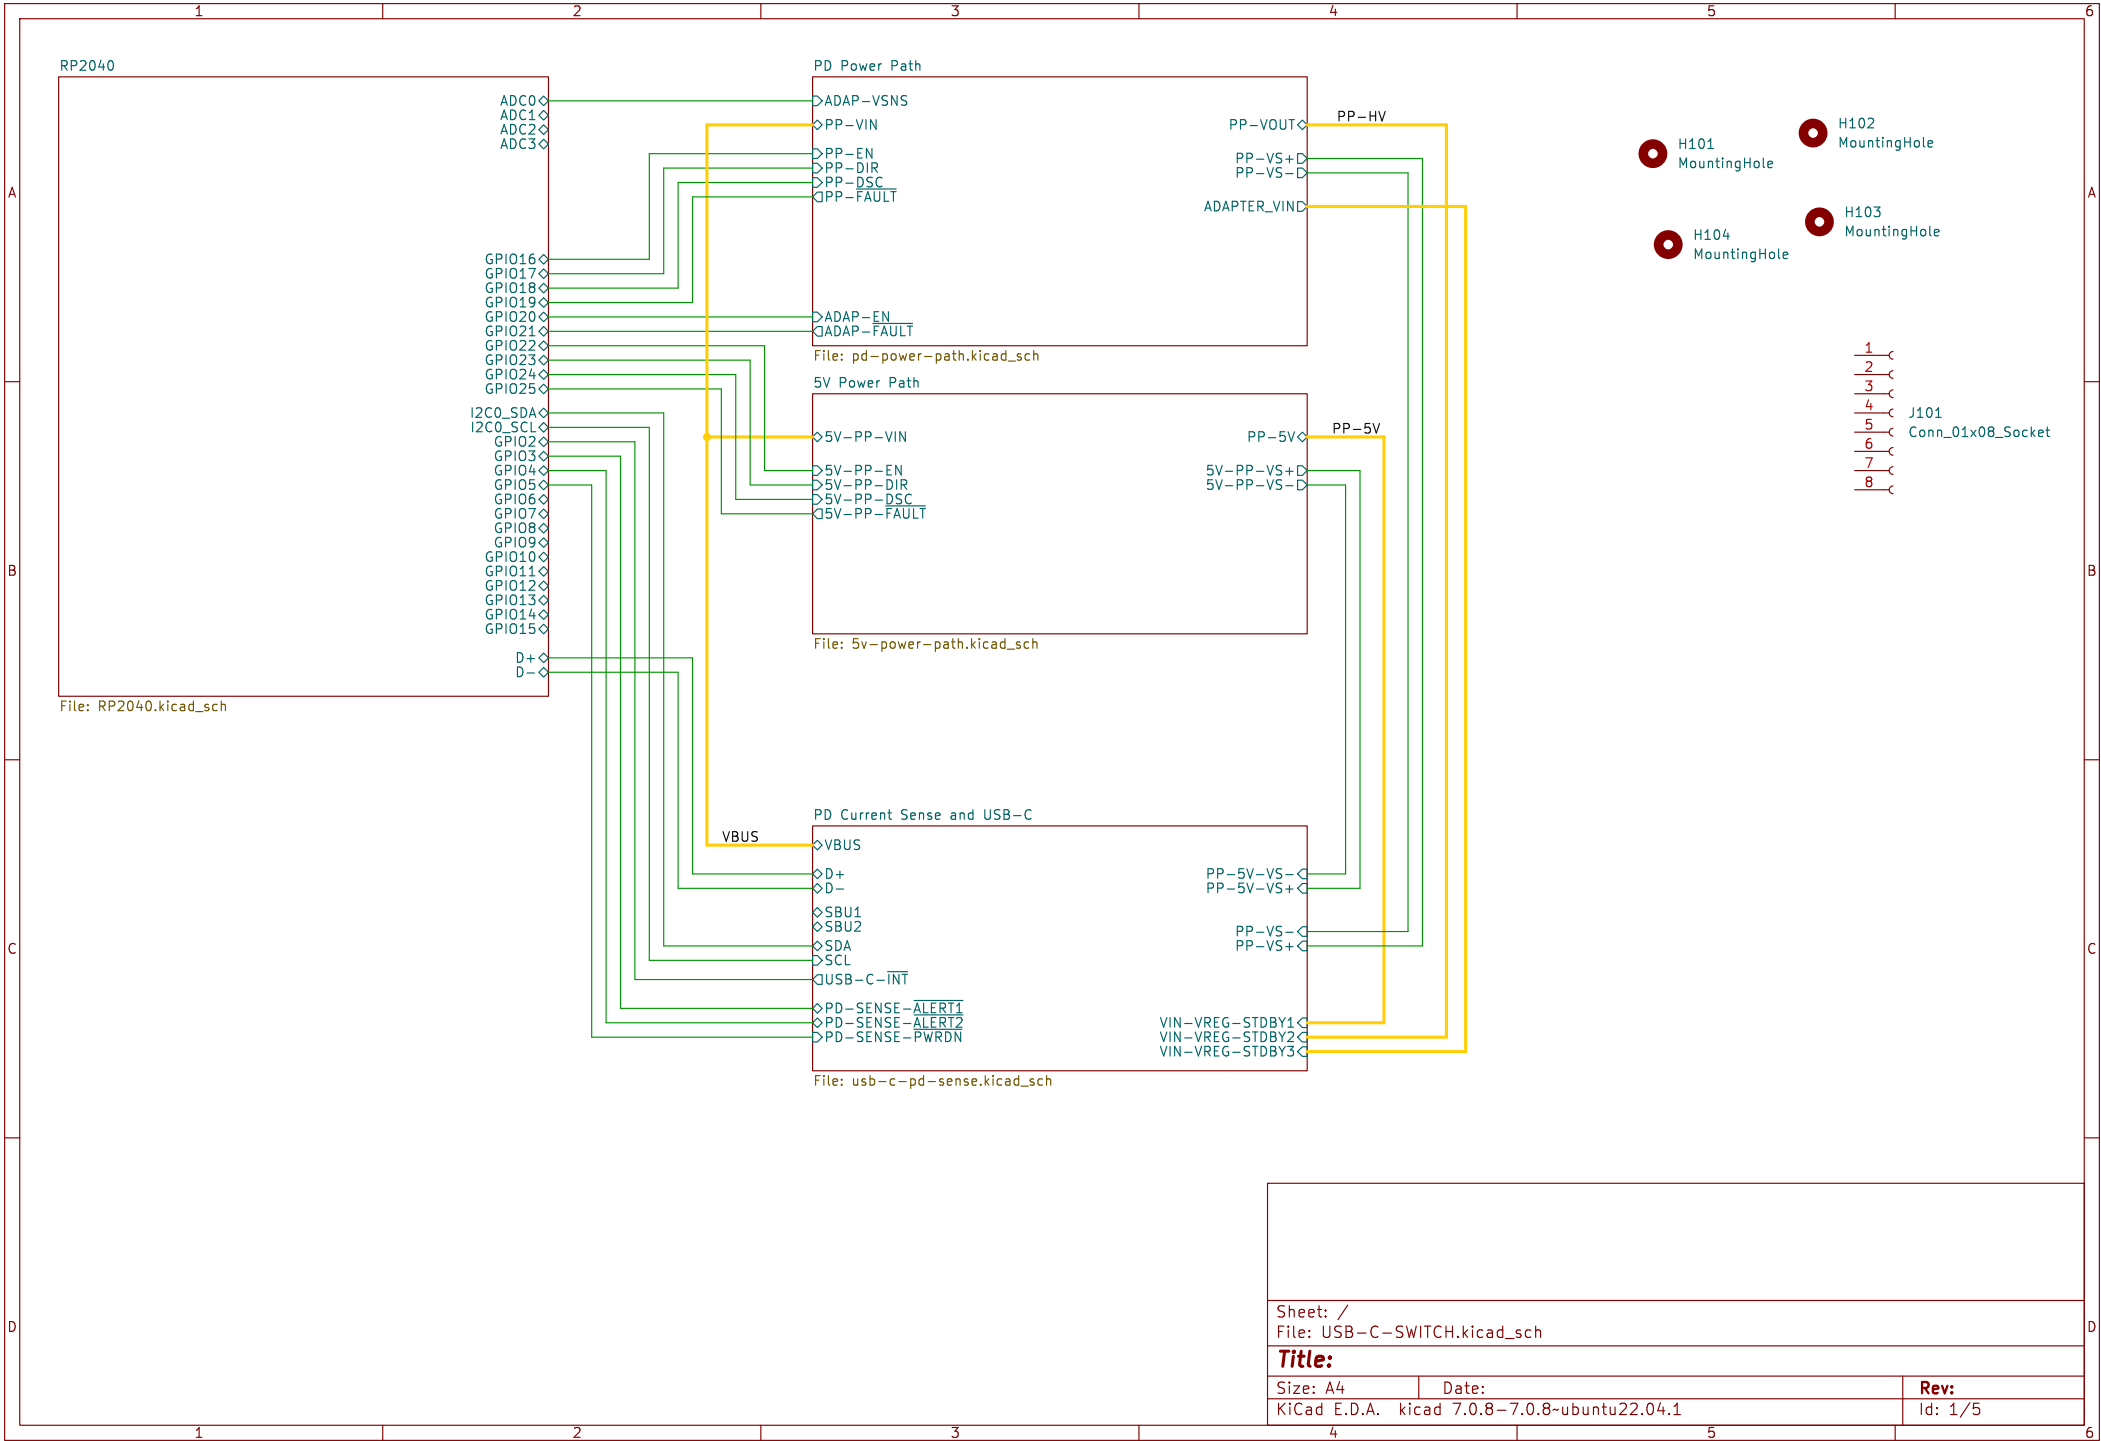 1 2 3 4 5 6
RP2040
ADC0
ADC1
ADC2
ADC3
GPIO16
GPIO17
GPIO18
GPIO19
GPIO20
GPIO21
GPIO22
GPIO23
GPIO24
GPIO25
I2C0_SDA
I2C0_SCL
GPIO2
GPIO3
GPIO4
GPIO5
GPIO6
GPIO7
GPIO8
GPIO9
GPIO10
GPIO11
GPIO12
GPIO13
GPIO14
GPIO15
D+
D-
File: RP2040.kicad_sch
PD Power Path
ADAP-VSNS
PP-VIN
PP-EN
PP-DIR
PP-DSC
PP-FAULT
ADAP-EN
ADAP-FAULT
PP-VOUT
PP-VS+
PP-VS-
ADAPTER_VIN
PP-HV
File: pd-power-path.kicad_sch
5V Power Path
5V-PP-VIN
5V-PP-EN
5V-PP-DIR
5V-PP-DSC
5V-PP-FAULT
PP-5V
5V-PP-VS+
5V-PP-VS-
PP-5V
File: 5v-power-path.kicad_sch
PD Current Sense and USB-C
VBUS
VBUS
D+
D-
SBU1
SBU2
SDA
SCL
USB-C-INT
PD-SENSE-ALERT1
PD-SENSE-ALERT2
PD-SENSE-PWRDN
PP-5V-VS-
PP-5V-VS+
PP-VS-
PP-VS+
VIN-VREG-STDBY1
VIN-VREG-STDBY2
VIN-VREG-STDBY3
File: usb-c-pd-sense.kicad_sch
H101
MountingHole
H102
MountingHole
H103
MountingHole
H104
MountingHole
1
2
3
4
5
6
7
8
J101
Conn_01x08_Socket
A
B
C
D
A
B
C
D
Sheet: /
File: USB-C-SWITCH.kicad_sch
Title:
Size: A4 Date: Rev:
KiCad E.D.A. kicad 7.0.8-7.0.8~ubuntu22.04.1 Id: 1/5
1 2 3 4 5 6